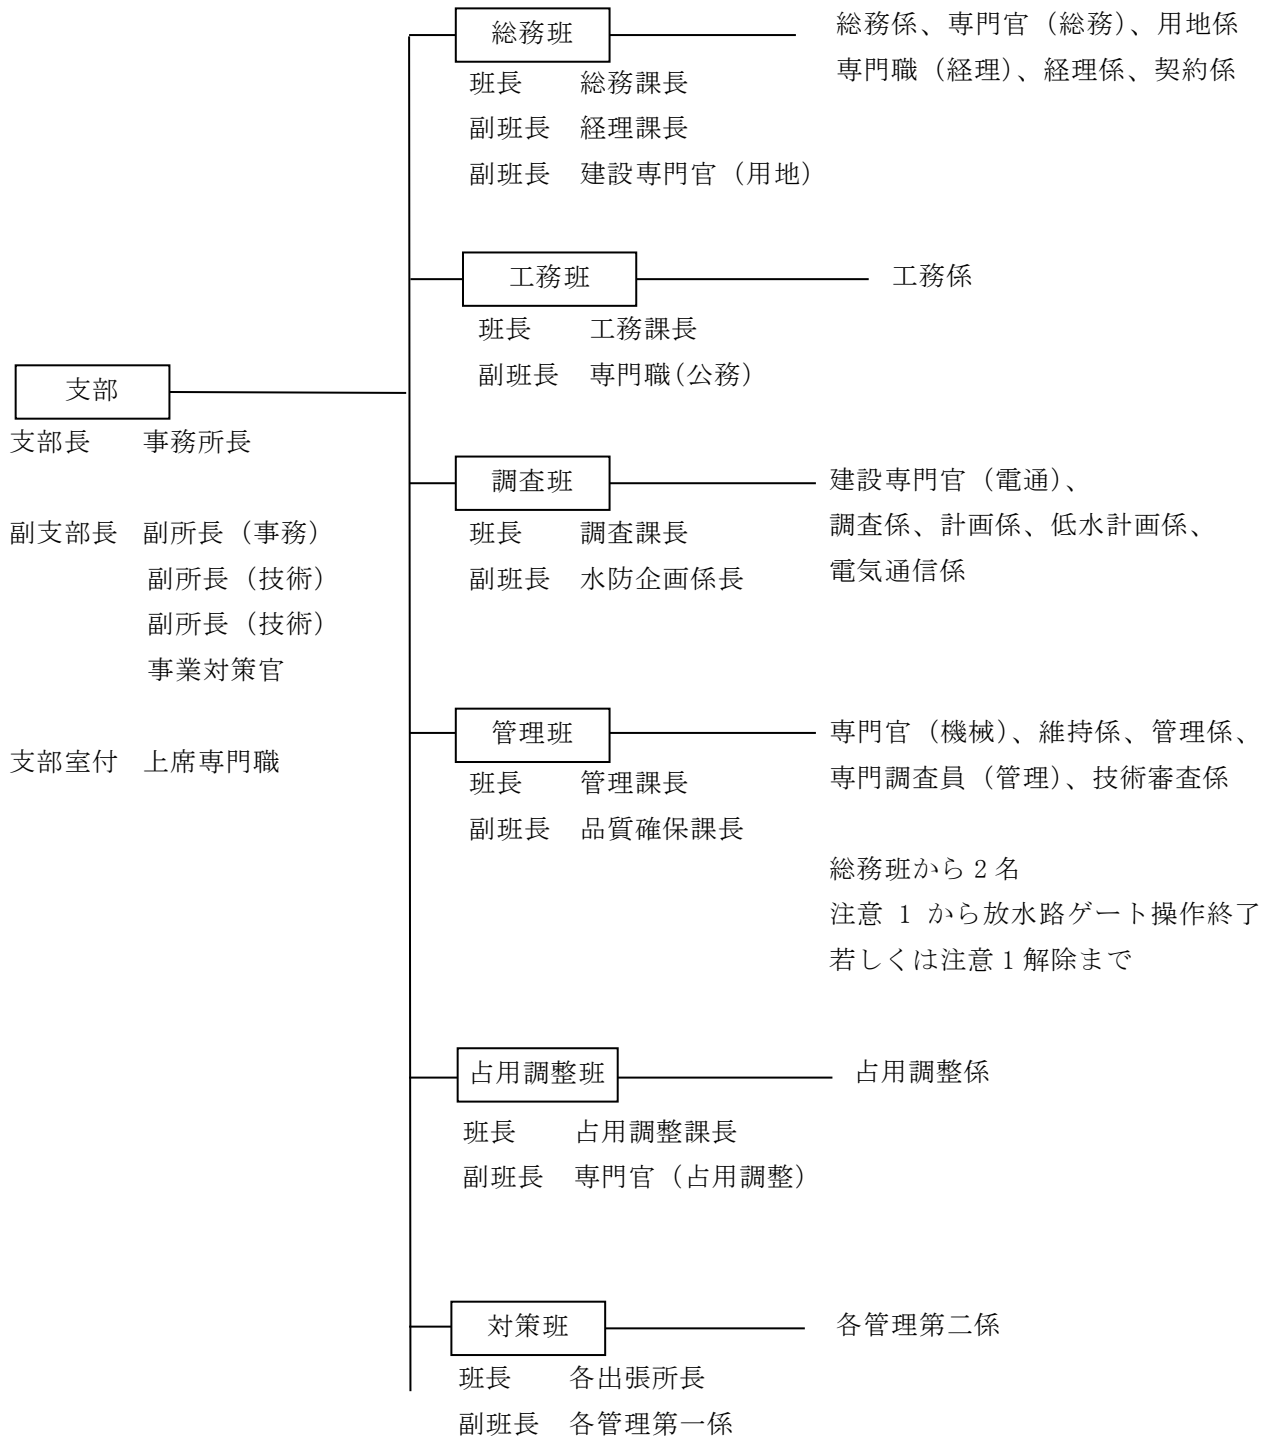 総務班
総務係、専門官（総務）、用地係
専門職（経理）、経理係、契約係
班長　総務課長
副班長　経理課長
副班長　建設専門官（用地）
工務班
工務係
班長　工務課長
副班長　専門職（公務）
支部
支部長　事務所長
副支部長　副所長（事務）
副所長（技術）
副所長（技術）
事業対策官
支部室付　上席専門職
調査班
建設専門官（電通）、
調査係、計画係、低水計画係、
電気通信係
班長　調査課長
副班長　水防企画係長
管理班
専門官（機械）、維持係、管理係、
専門調査員（管理）、技術審査係
班長　管理課長
副班長　品質確保課長
総務班から２名
注意 1 から放水路ゲート操作終了
若しくは注意１解除まで
占用調整班
占用調整係
班長　占用調整課長
副班長　専門官（占用調整）
対策班
各管理第二係
班長　各出張所長
副班長　各管理第一係